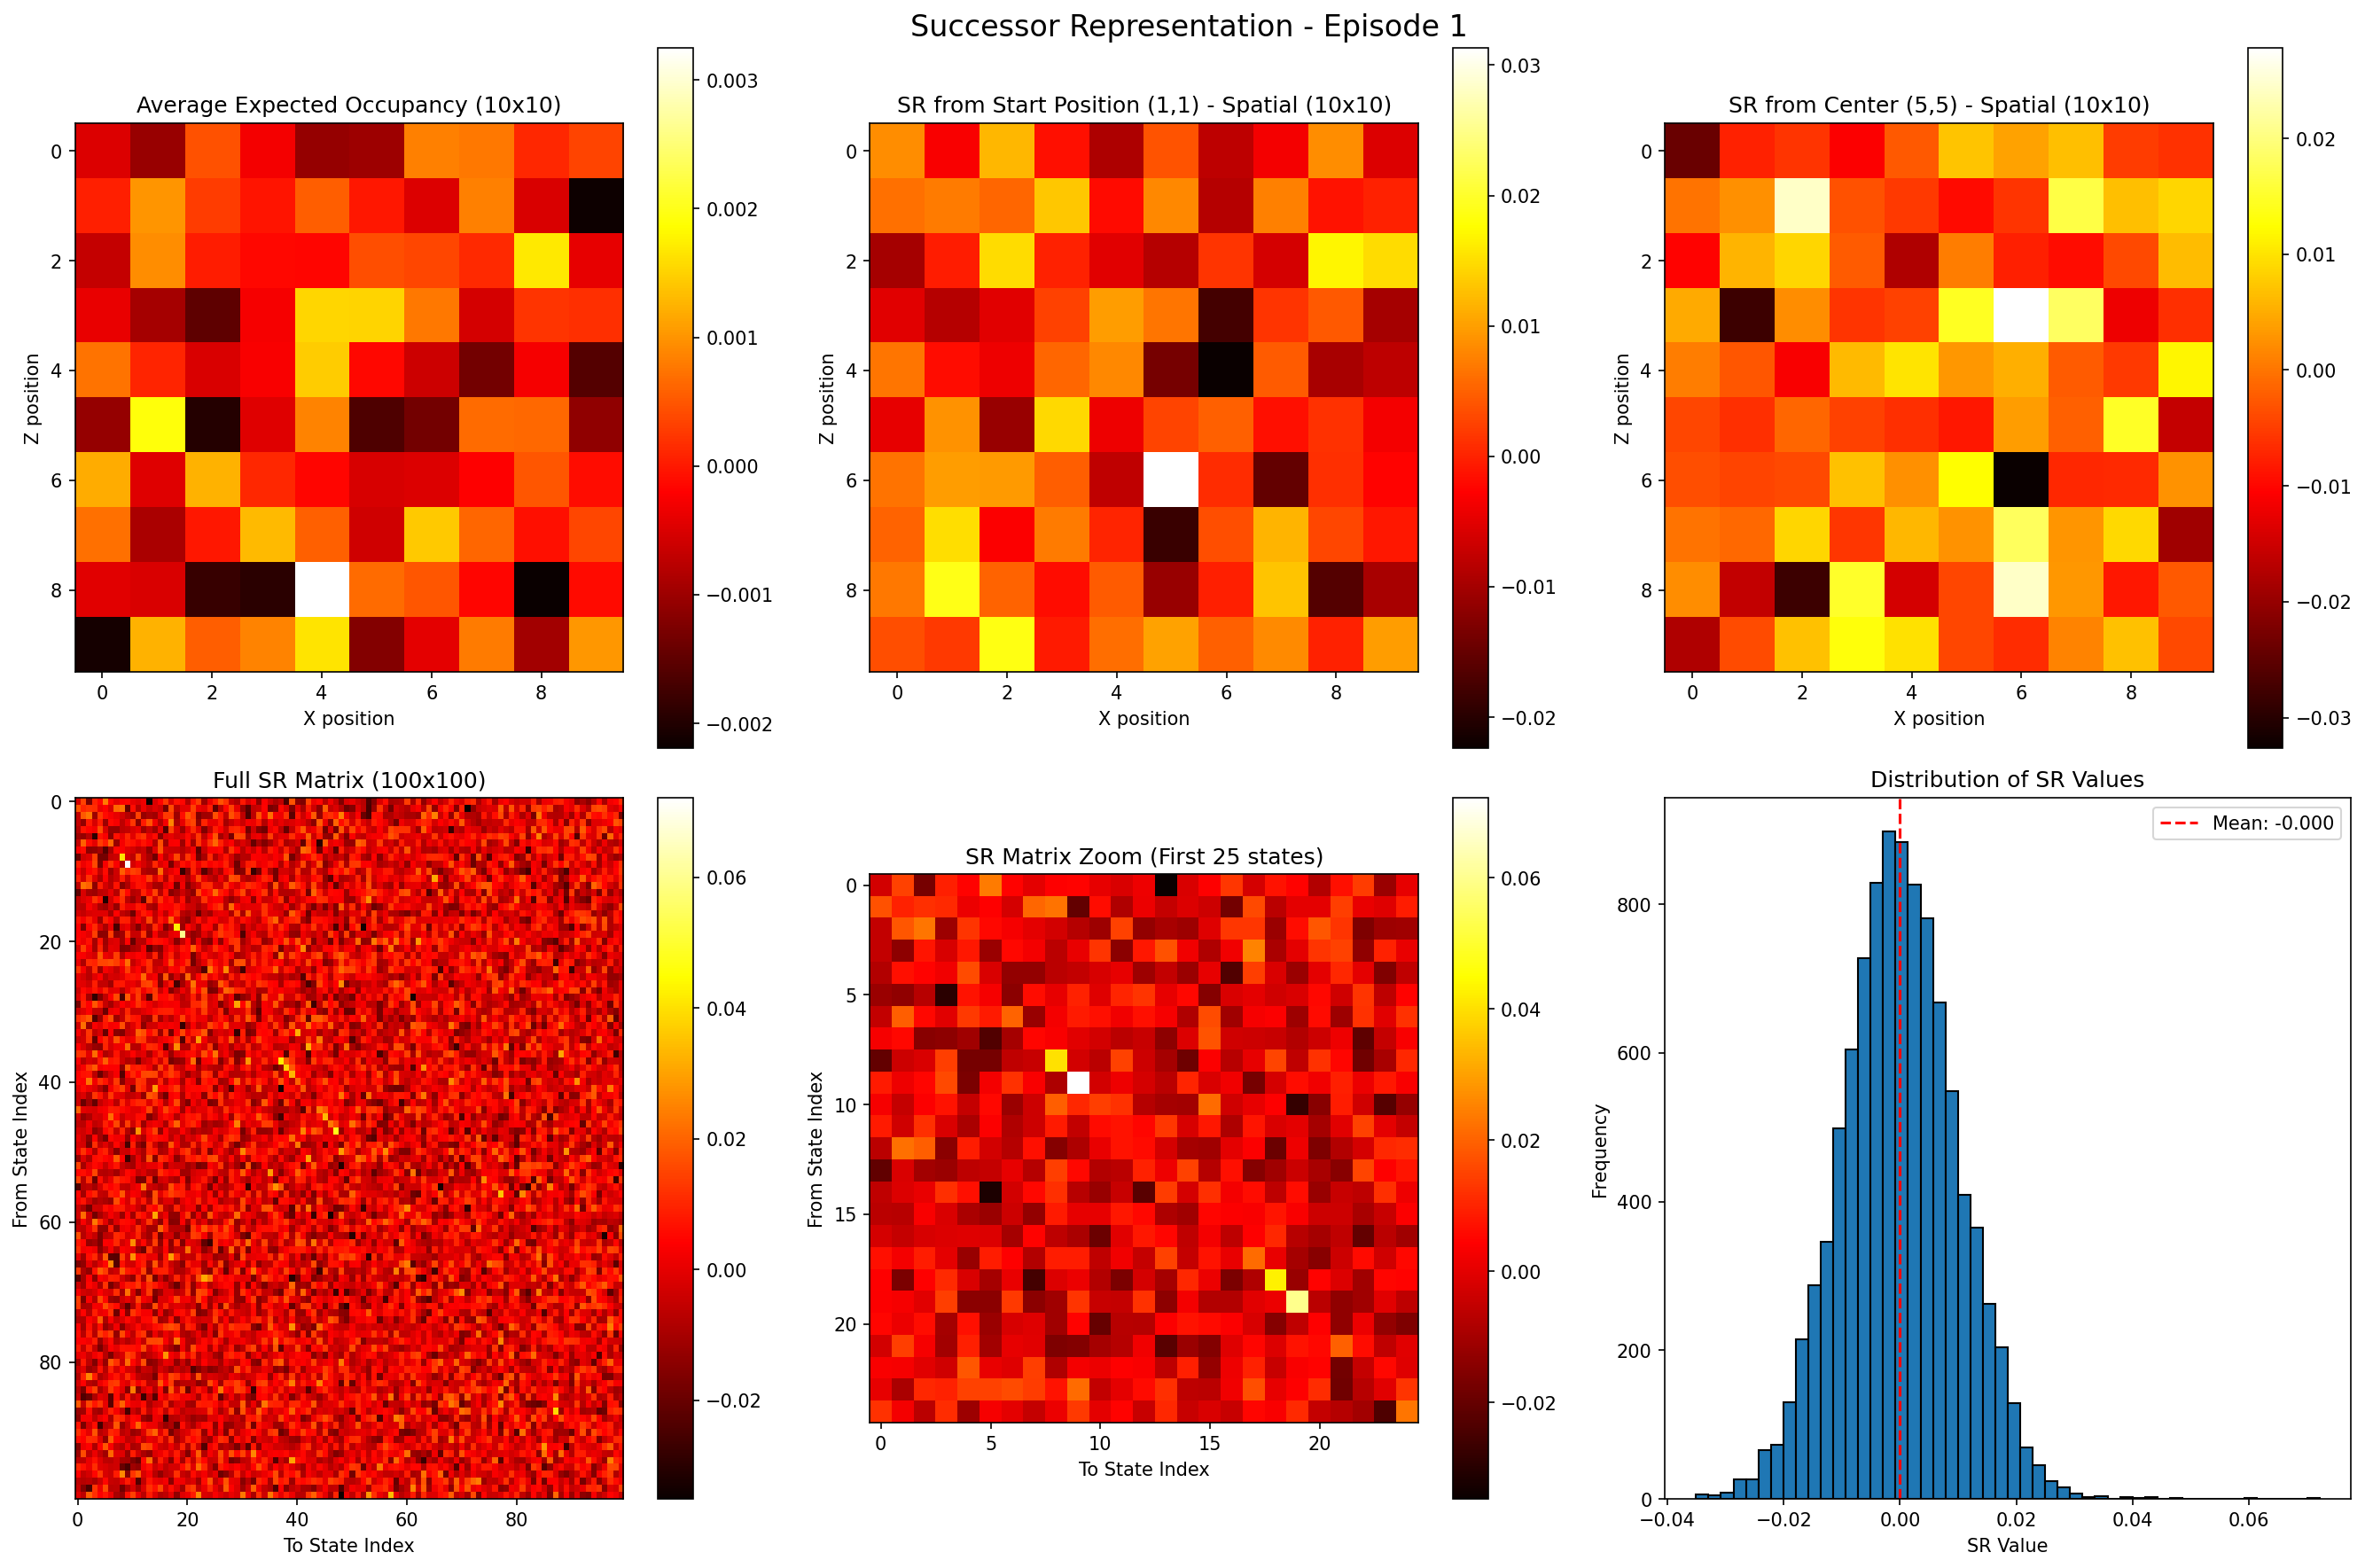 Successor Representation - Episode 1
Average Expected Occupancy (10x10)
Z position
0
2
4
6
8
0 2 4 6 8
X position
0.003
0.002
0.001
0.000
−0.001
−0.002
SR from Start Position (1,1) - Spatial (10x10)
Z position
0
2
4
6
8
0 2 4 6 8
X position
0.03
0.02
0.01
0.00
−0.01
−0.02
SR from Center (5,5) - Spatial (10x10)
Z position
0
2
4
6
8
0 2 4 6 8
X position
0.02
0.01
0.00
−0.01
−0.02
−0.03
Full SR Matrix (100x100)
From State Index
0
20
40
60
80
0 20 40 60 80
To State Index
0.06
0.04
0.02
0.00
−0.02
SR Matrix Zoom (First 25 states)
From State Index
0
5
10
15
20
0 5 10 15 20
To State Index
0.06
0.04
0.02
0.00
−0.02
Distribution of SR Values
Mean: -0.000
Frequency
800
600
400
200
0
−0.04 −0.02 0.00 0.02 0.04 0.06
SR Value